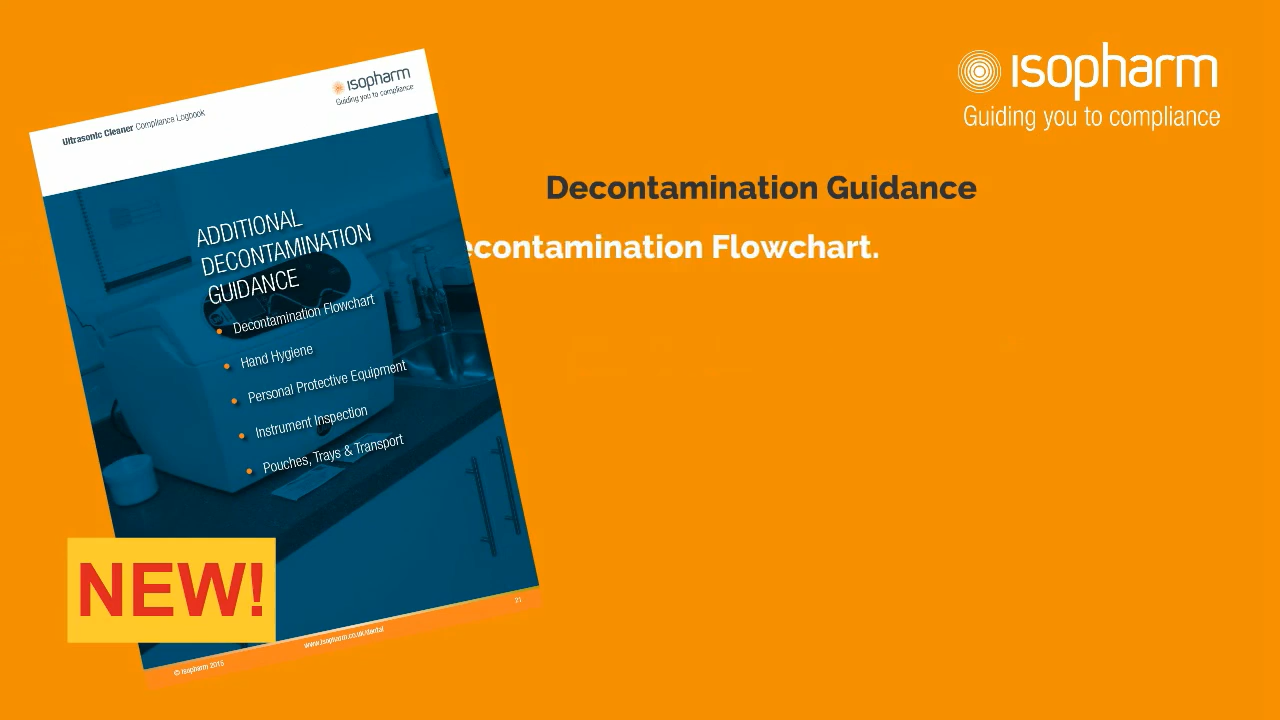 isopharm
Guiding you to compliance
Ultrasonic Cleaner Compliance Logbook
isopharm
Guiding you to compliance
ADDITIONAL
DECONTAMINATION
GUIDANCE
Decontamination Flowchart
Hand Hygiene
Personal Protective Equipment
Instrument Inspection
Pouches, Trays & Transport
NEW!
© Isopharm 2015
www.isopharm.co.uk/dental
21
Decontamination Guidance
econtamination Flowchart.